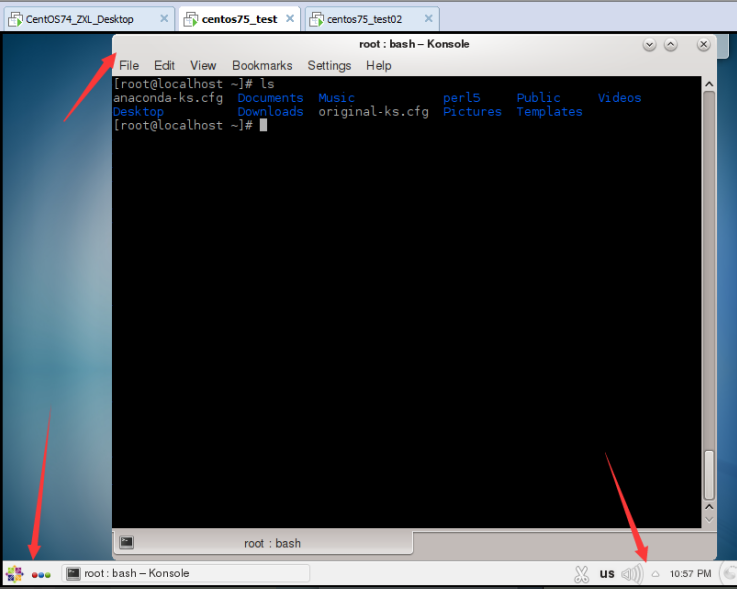 CentOS74_ZXL_Desktop centos75_test centos75_test02
root : bash – Konsole
File Edit View Bookmarks Settings Help
[root@localhost ~]# ls
anaconda-ks.cfg Documents Music perl5 Public Videos
Desktop Downloads original-ks.cfg Pictures Templates
[root@localhost ~]#
root : bash
root : bash – Konsole us 10:57 PM